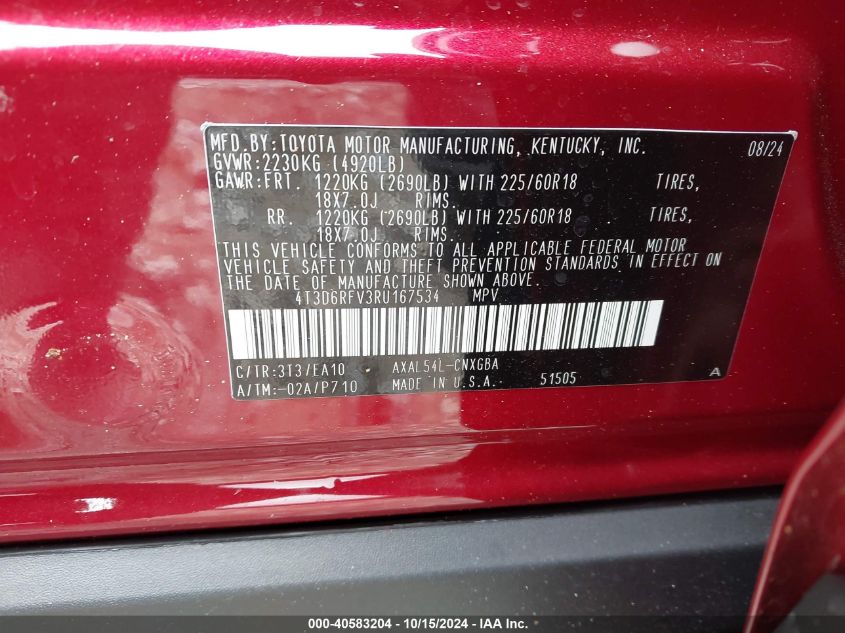 MFD.BY:TOYOTA MOTOR MANUFACTURING, KENTUCKY, INC. 08/24
GVWR:2230KG (4920LB)
GAWR:FRT. 1220KG (2690LB) WITH 225/60R18 TIRES,
18X7.0J RIMS.
RR. 1220KG (2690LB) WITH 225/60R18 TIRES,
18X7.0J RIMS.
THIS VEHICLE CONFORMS TO ALL APPLICABLE FEDERAL MOTOR
VEHICLE SAFETY AND THEFT PREVENTION STANDARDS IN EFFECT ON
THE DATE OF MANUFACTURE SHOWN ABOVE.
4T3D6RFV3RU167534 MPV
C/TR:3T3/EA10 AXAL54L-CNXGBA
A/TM:-02A/P710 MADE IN U.S.A. 51505 A
000-40583204 - 10/15/2024 - IAA Inc.